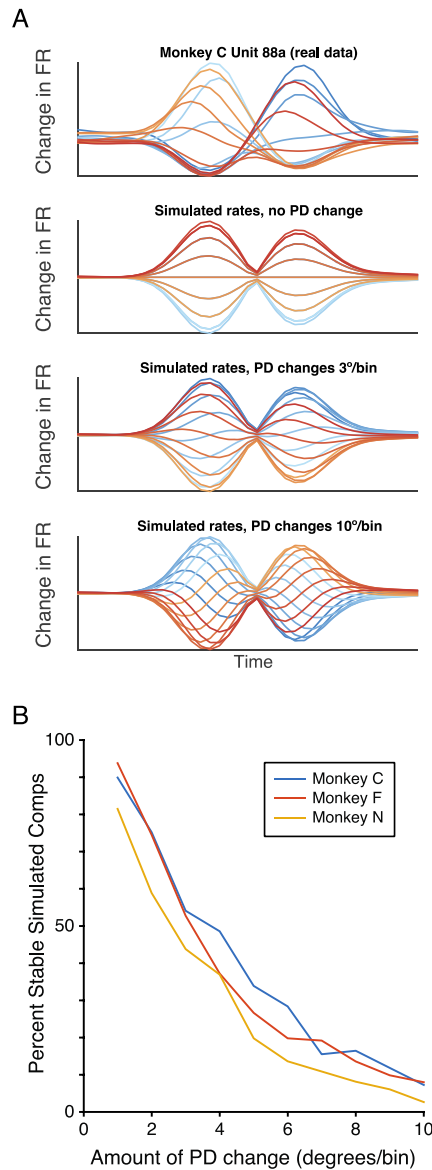 A
Monkey C Unit 88a (real data)
Change in FR
Simulated rates, no PD change
Change in FR
Simulated rates, PD changes 3º/bin
Change in FR
Simulated rates, PD changes 10º/bin
Change in FR
Time
B
100
50
0
Percent Stable Simulated Comps
Monkey C
Monkey F
Monkey N
0 2 4 6 8 10
Amount of PD change (degrees/bin)